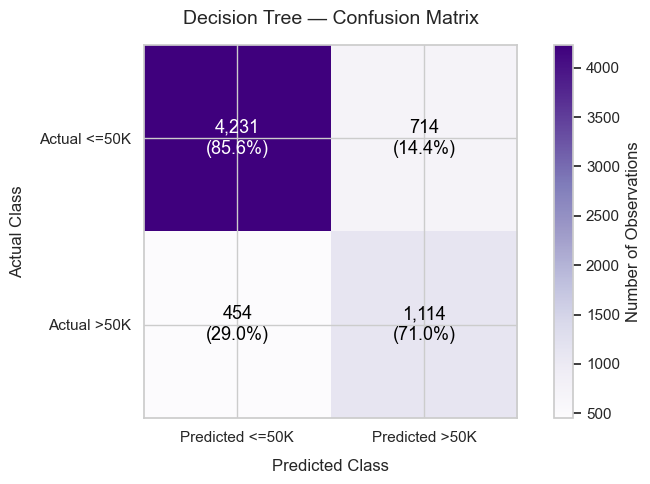 Decision Tree — Confusion Matrix
Actual Class
Actual <=50K
4,231
(85.6%)
714
(14.4%)
Actual >50K
454
(29.0%)
1,114
(71.0%)
Predicted <=50K
Predicted >50K
Predicted Class
4000
3500
3000
2500
2000
1500
1000
500
Number of Observations